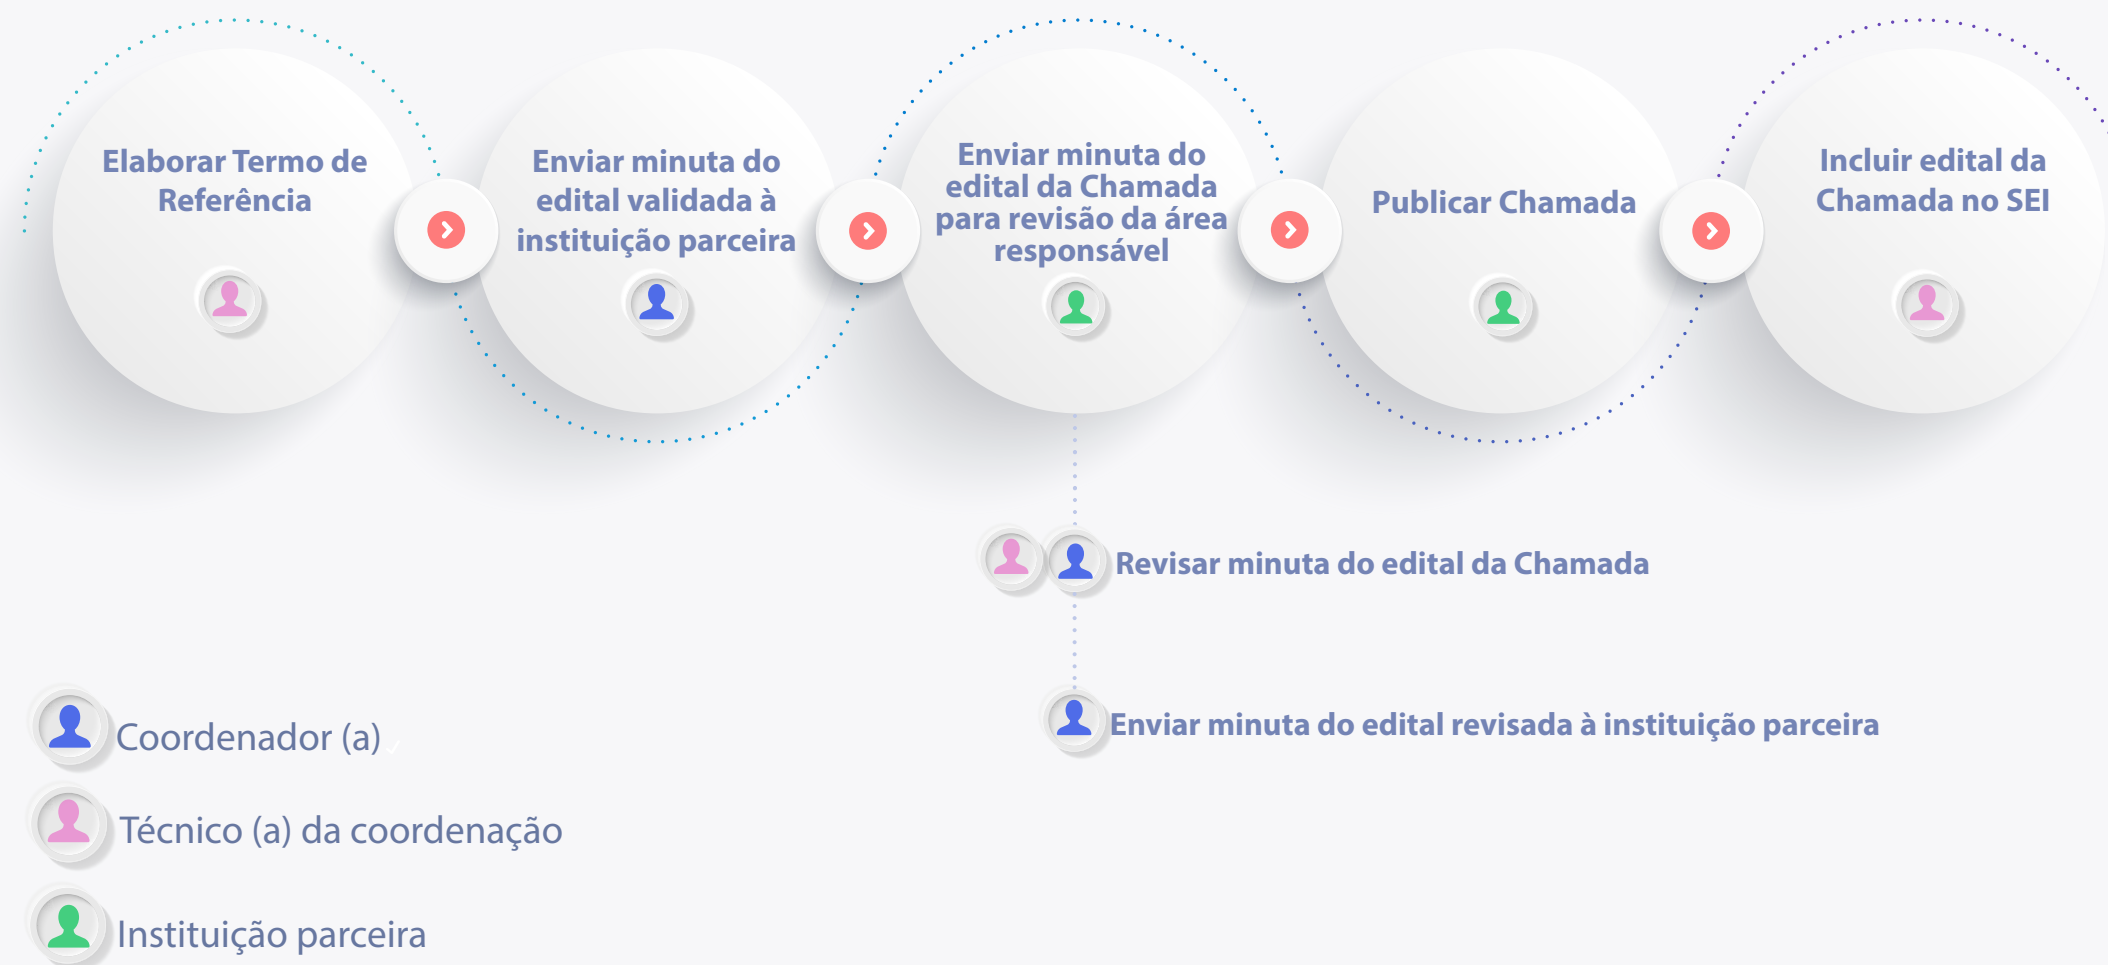 Elaborar Termo de
Referência
Enviar minuta do
edital validada à
instituição parceira
Enviar minuta do
edital da Chamada
para revisão da área
responsável
Publicar Chamada
Incluir edital da
Chamada no SEI
Revisar minuta do edital da Chamada
Enviar minuta do edital revisada à instituição parceira
Coordenador (a)
Técnico (a) da coordenação
Instituição parceira